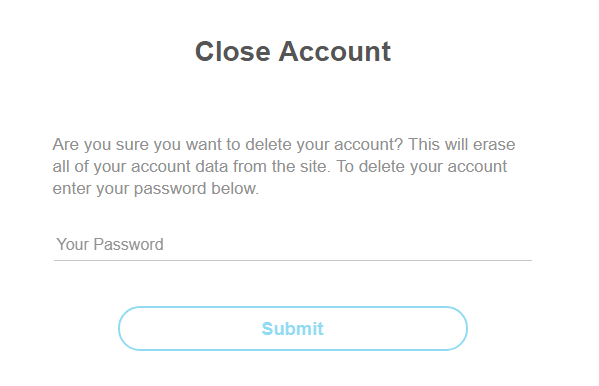 Close Account
Are you sure you want to delete your account? This will erase
all of your account data from the site. To delete your account
enter your password below.
Your Password
Submit